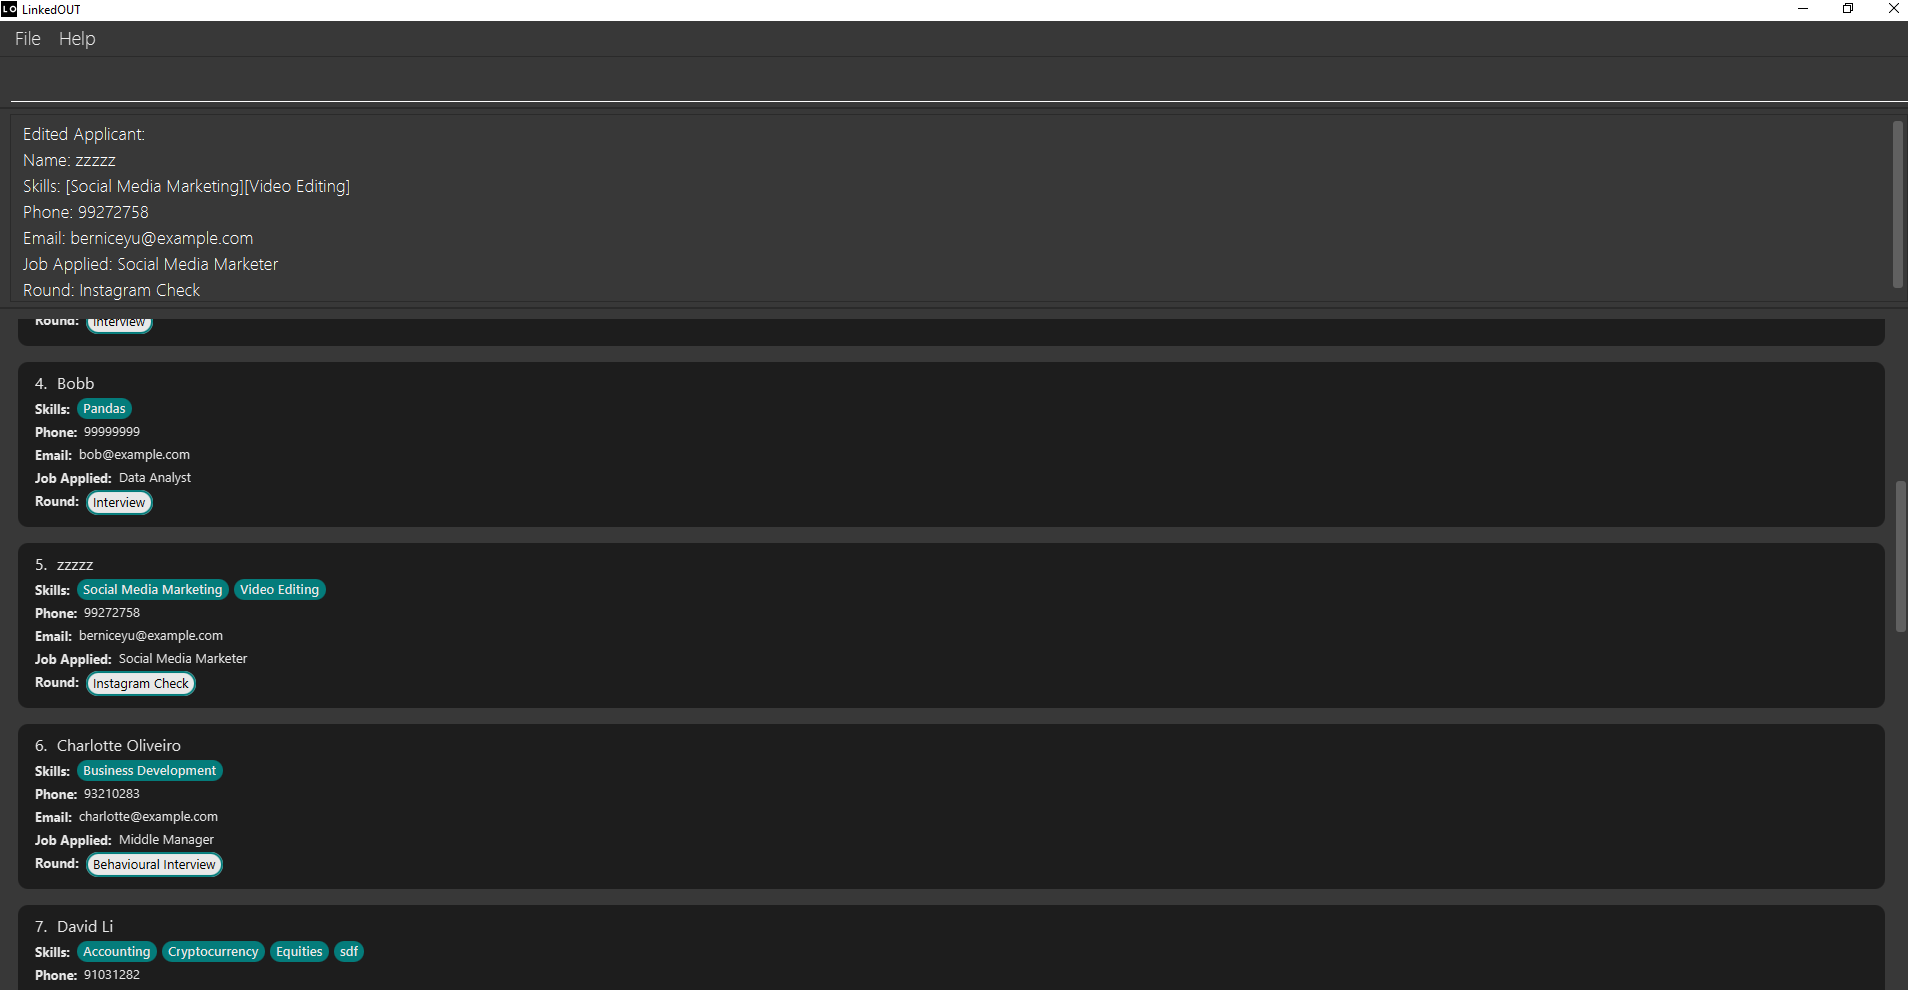 LO LinkedOUT
File Help
Edited Applicant:
Name: zzzzz
Skills: [Social Media Marketing][Video Editing]
Phone: 99272758
Email: berniceyu@example.com
Job Applied: Social Media Marketer
Round: Instagram Check
Round: Interview
4. Bobb
Skills: Pandas
Phone: 99999999
Email: bob@example.com
Job Applied: Data Analyst
Round: Interview
5. zzzzz
Skills: Social Media Marketing Video Editing
Phone: 99272758
Email: berniceyu@example.com
Job Applied: Social Media Marketer
Round: Instagram Check
6. Charlotte Oliveiro
Skills: Business Development
Phone: 93210283
Email: charlotte@example.com
Job Applied: Middle Manager
Round: Behavioural Interview
7. David Li
Skills: Accounting Cryptocurrency Equities sdf
Phone: 91031282